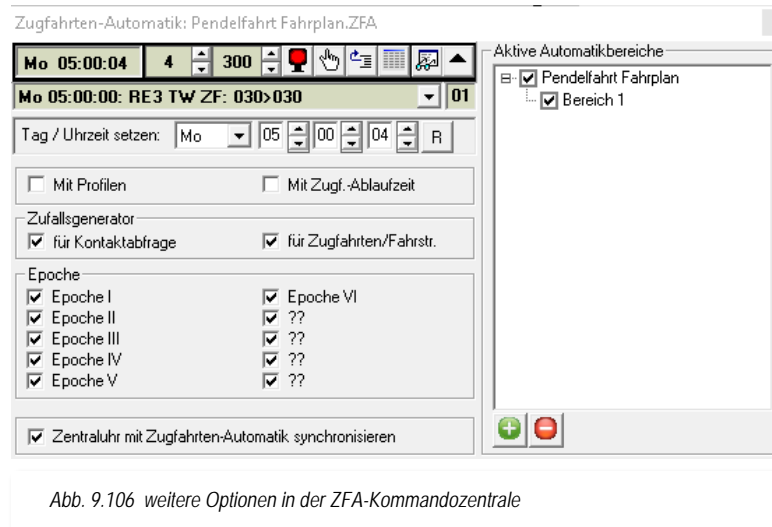 Zugfahrten-Automatik: Pendelfahrt Fahrplan.ZFA
Mo 05:00:04 4 300
Mo 05:00:00: RE3 TW ZF: 030>030 01
Tag / Uhrzeit setzen: Mo 05 00 04 R
Mit Profilen Mit Zugf.-Ablaufzeit
Zufallsgenerator
für Kontaktabfrage für Zugfahrten/Fahrstr.
Epoche
Epoche I Epoche VI
Epoche II ??
Epoche III ??
Epoche IV ??
Epoche V ??
Zentraluhr mit Zugfahrten-Automatik synchronisieren
Aktive Automatikbereiche
Pendelfahrt Fahrplan
Bereich 1
Abb. 9.106 weitere Optionen in der ZFA-Kommandozentrale